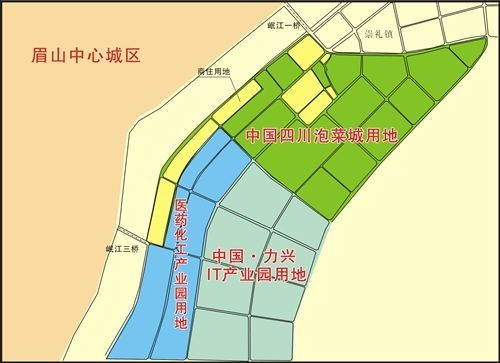 岷江一桥
崇礼镇
眉山中心城区
商住用地
中国四川泡菜城用地
医药化工产业园用地
岷江三桥
中国·力兴
IT产业园用地